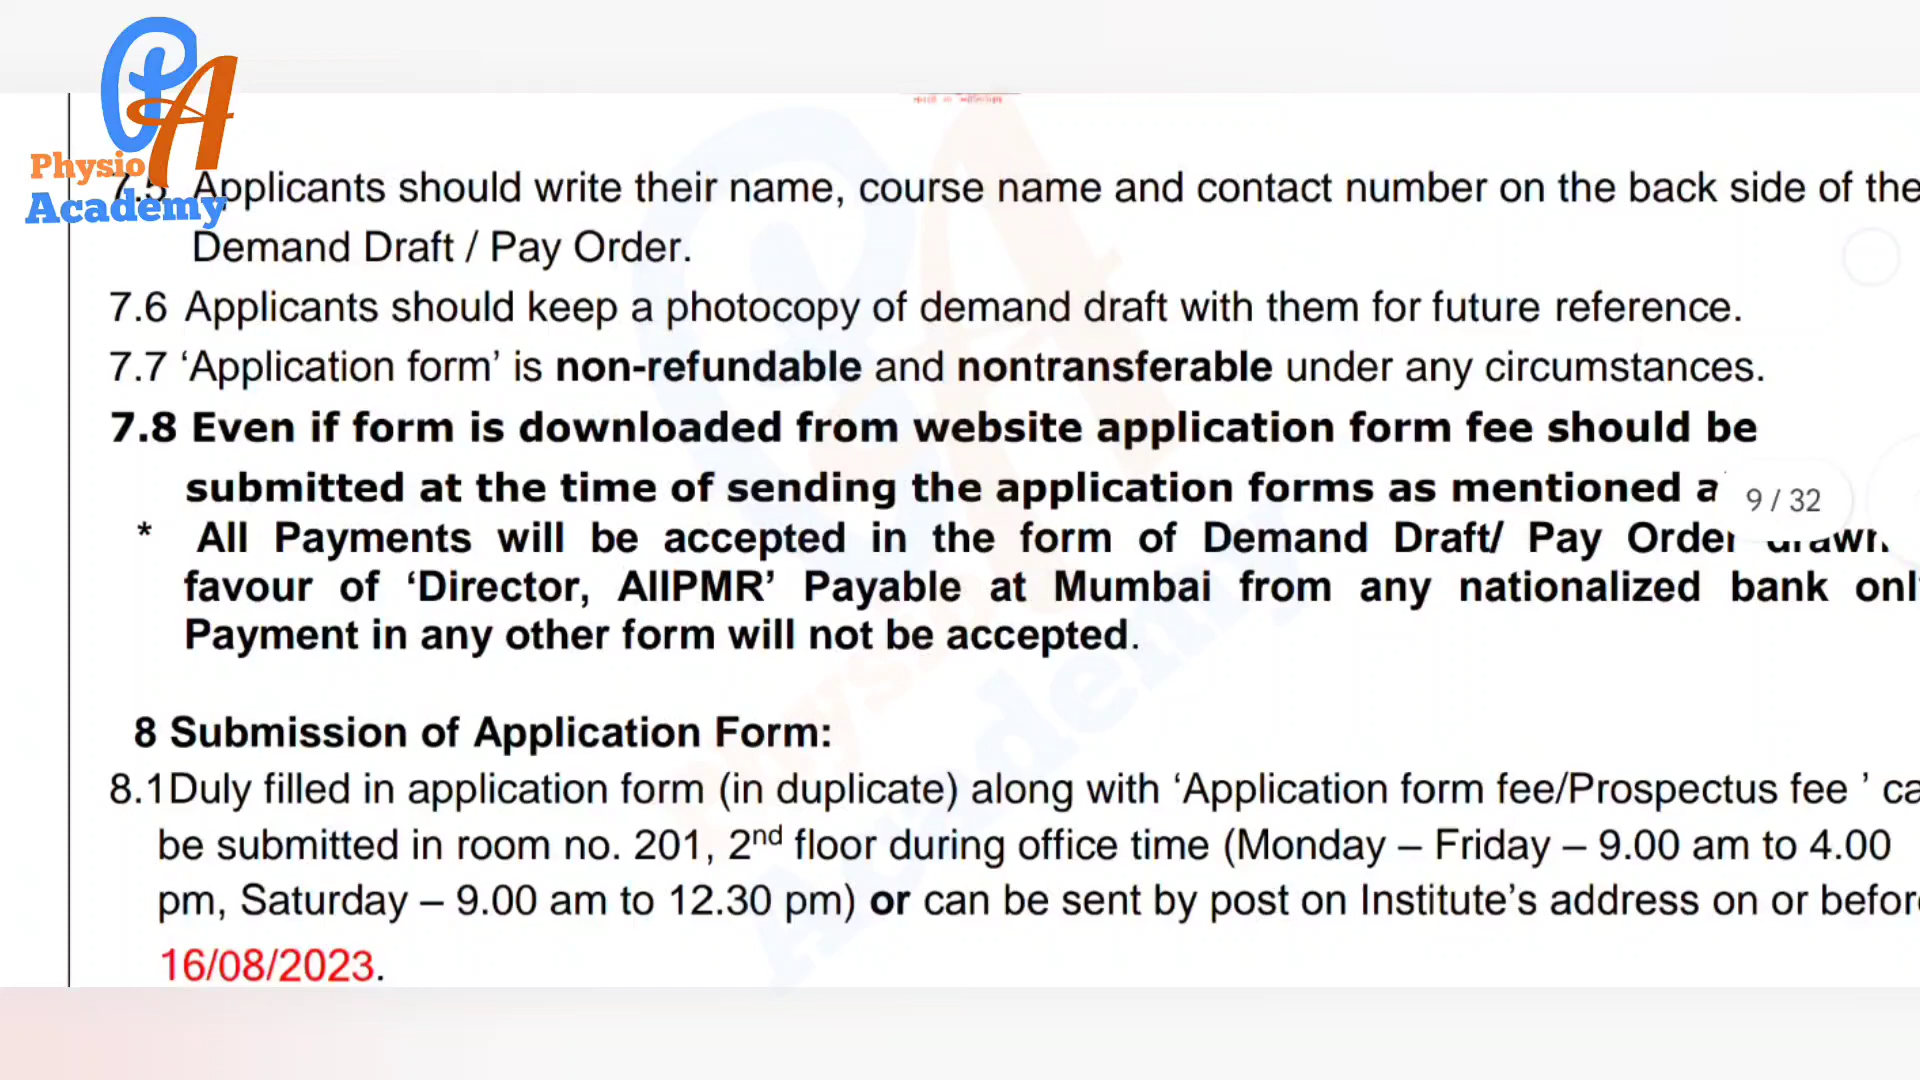 Physio
Academy
7.5 Applicants should write their name, course name and contact number on the back side of the
Demand Draft / Pay Order.
7.6 Applicants should keep a photocopy of demand draft with them for future reference.
7.7 ‘Application form’ is non-refundable and nontransferable under any circumstances.
7.8 Even if form is downloaded from website application form fee should be
submitted at the time of sending the application forms as mentioned a
9 / 32
* All Payments will be accepted in the form of Demand Draft/ Pay Order drawn
favour of ‘Director, AIIPMR’ Payable at Mumbai from any nationalized bank onl
Payment in any other form will not be accepted.
8 Submission of Application Form:
8.1Duly filled in application form (in duplicate) along with ‘Application form fee/Prospectus fee ’ ca
be submitted in room no. 201, 2nd floor during office time (Monday – Friday – 9.00 am to 4.00
pm, Saturday – 9.00 am to 12.30 pm) or can be sent by post on Institute’s address on or before
16/08/2023.